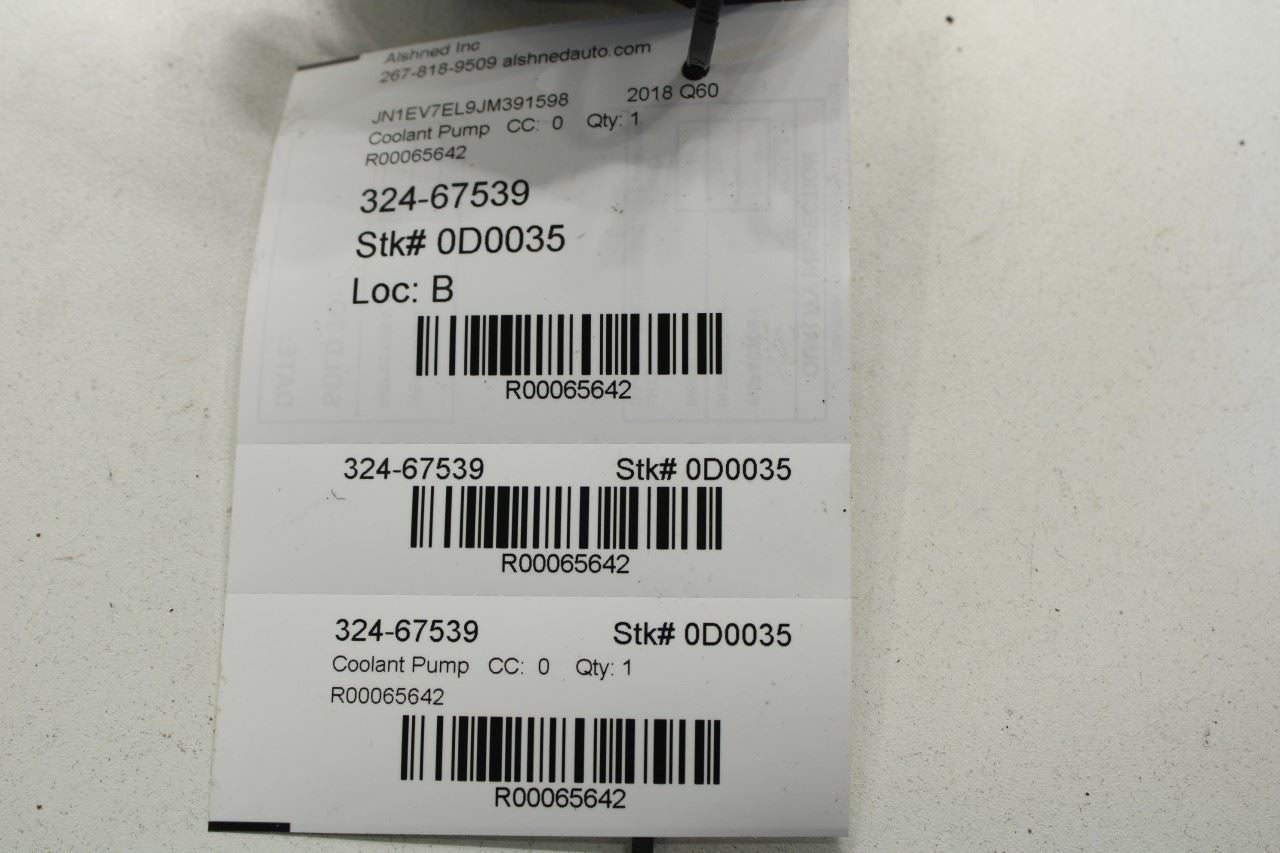 Alshned Inc
267-818-9509 alshnedauto.com
JN1EV7EL9JM391598 2018 Q60
Coolant Pump CC: 0 Qty: 1
R00065642
324-67539
Stk# 0D0035
Loc: B
R00065642
324-67539 Stk# 0D0035
R00065642
324-67539 Stk# 0D0035
Coolant Pump CC: 0 Qty: 1
R00065642
R00065642